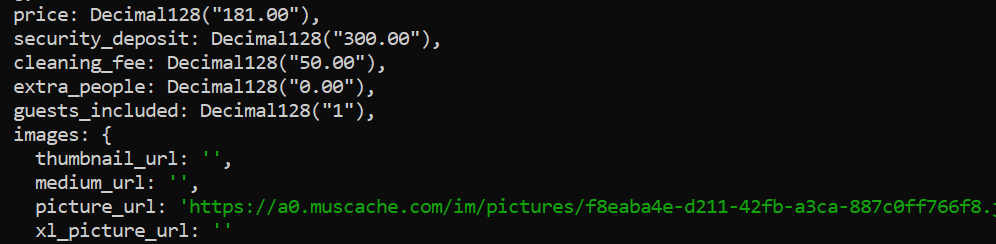 price: Decimal128("181.00"),
security_deposit: Decimal128("300.00"),
cleaning_fee: Decimal128("50.00"),
extra_people: Decimal128("0.00"),
guests_included: Decimal128("1"),
images: {
thumbnail_url: '',
medium_url: '',
picture_url: 'https://a0.muscache.com/im/pictures/f8eaba4e-d211-42fb-a3ca-887c0ff766f8.j
xl_picture_url: ''